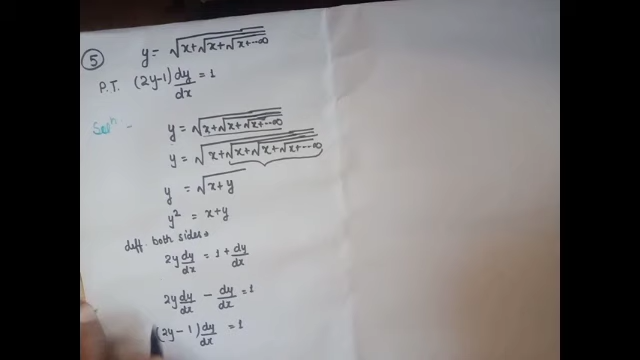 5 y = √x+√x+√x+---∞
P.T. (2y-1) dy/dx = 1
Solⁿ - y = √x+√x+√x+---∞
y = √x+√x+√x+√x+---∞
y = √x+y
y² = x+y
diff. both sides
2y dy/dx = 1 + dy/dx
2y dy/dx - dy/dx = 1
(2y-1) dy/dx = 1